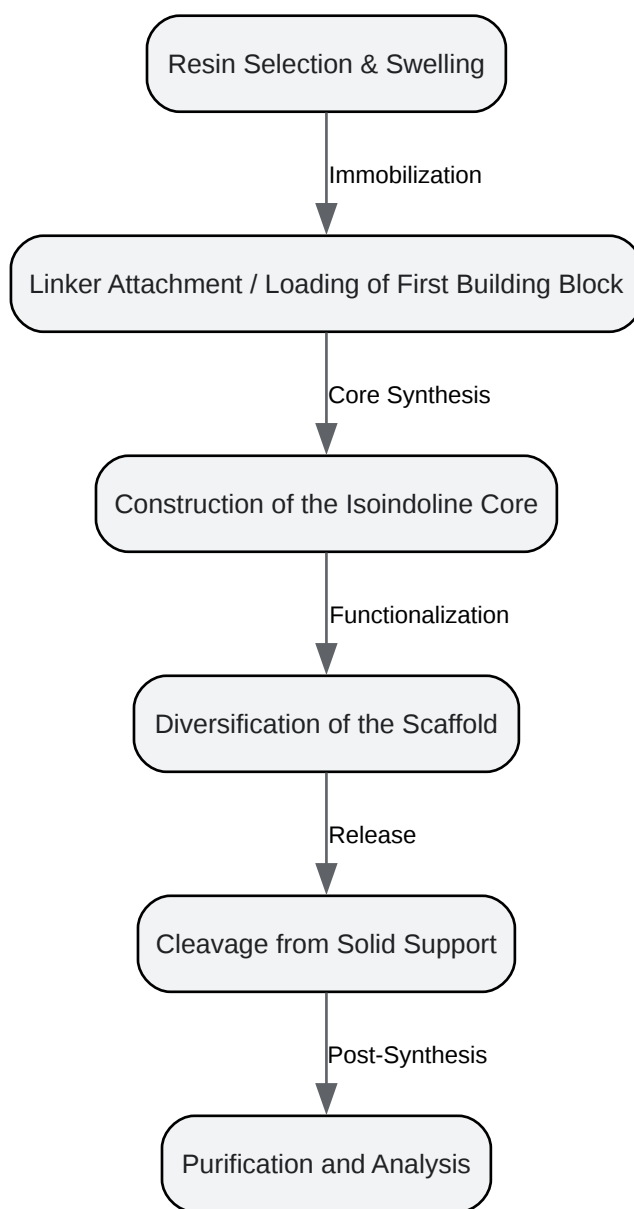 Resin Selection & Swelling
Immobilization
Linker Attachment / Loading of First Building Block
Core Synthesis
Construction of the Isoindoline Core
Functionalization
Diversification of the Scaffold
Release
Cleavage from Solid Support
Post-Synthesis
Purification and Analysis